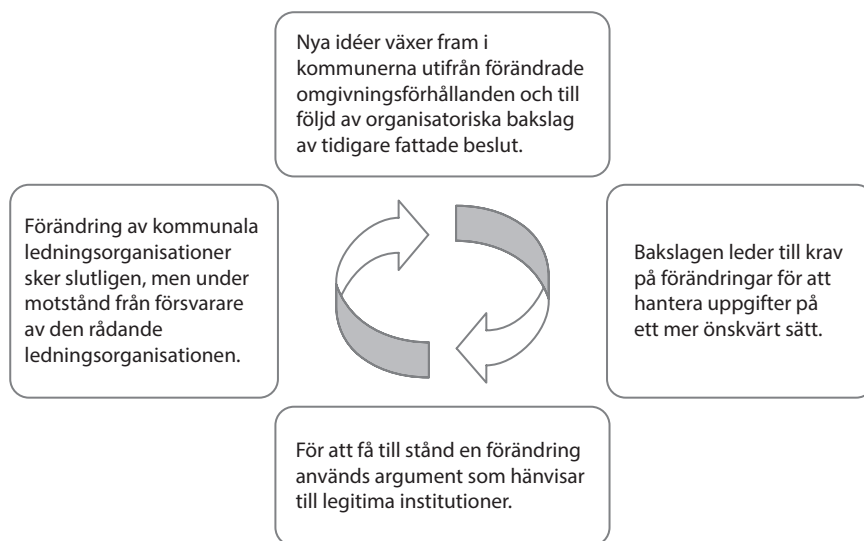 Nya idéer växer fram i
kommunerna utifrån förändrade
omgivningsförhållanden och till
följd av organisatoriska bakslag
av tidigare fattade beslut.
Bakslagen leder till krav
på förändringar för att
hantera uppgifter på
ett mer önskvärt sätt.
För att få till stånd en förändring
används argument som hänvisar
till legitima institutioner.
Förändring av kommunala
ledningsorganisationer
sker slutligen, men under
motstånd från försvarare
av den rådande
ledningsorganisationen.